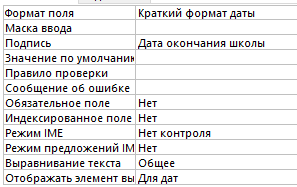 Формат поля Краткий формат даты
Маска ввода
Подпись Дата окончания школы
Значение по умолчани
Правило проверки
Сообщение об ошибке
Обязательное поле Нет
Индексированное поле Нет
Режим IME Нет контроля
Режим предложений IM Нет
Выравнивание текста Общее
Отображать элемент вы Для дат